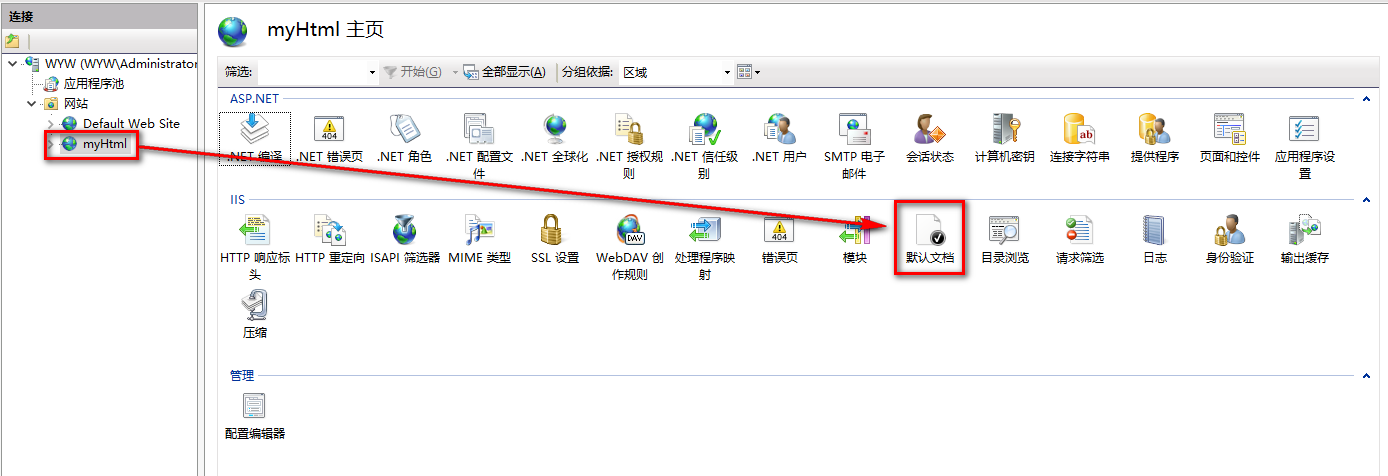 连接
WYW (WYW\Administrator
应用程序池
网站
Default Web Site
myHtml
myHtml 主页
筛选: 开始(G) 全部显示(A) 分组依据: 区域
ASP.NET
.NET 编译 .NET 错误页 .NET 角色 .NET 配置文件 .NET 全球化 .NET 授权规则 .NET 信任级别 .NET 用户 SMTP 电子邮件 会话状态 计算机密钥 连接字符串 提供程序 页面和控件 应用程序设置
IIS
HTTP 响应标头 HTTP 重定向 ISAPI 筛选器 MIME 类型 SSL 设置 WebDAV 创作规则 处理程序映射 错误页 模块 默认文档 目录浏览 请求筛选 日志 身份验证 输出缓存
压缩
管理
配置编辑器